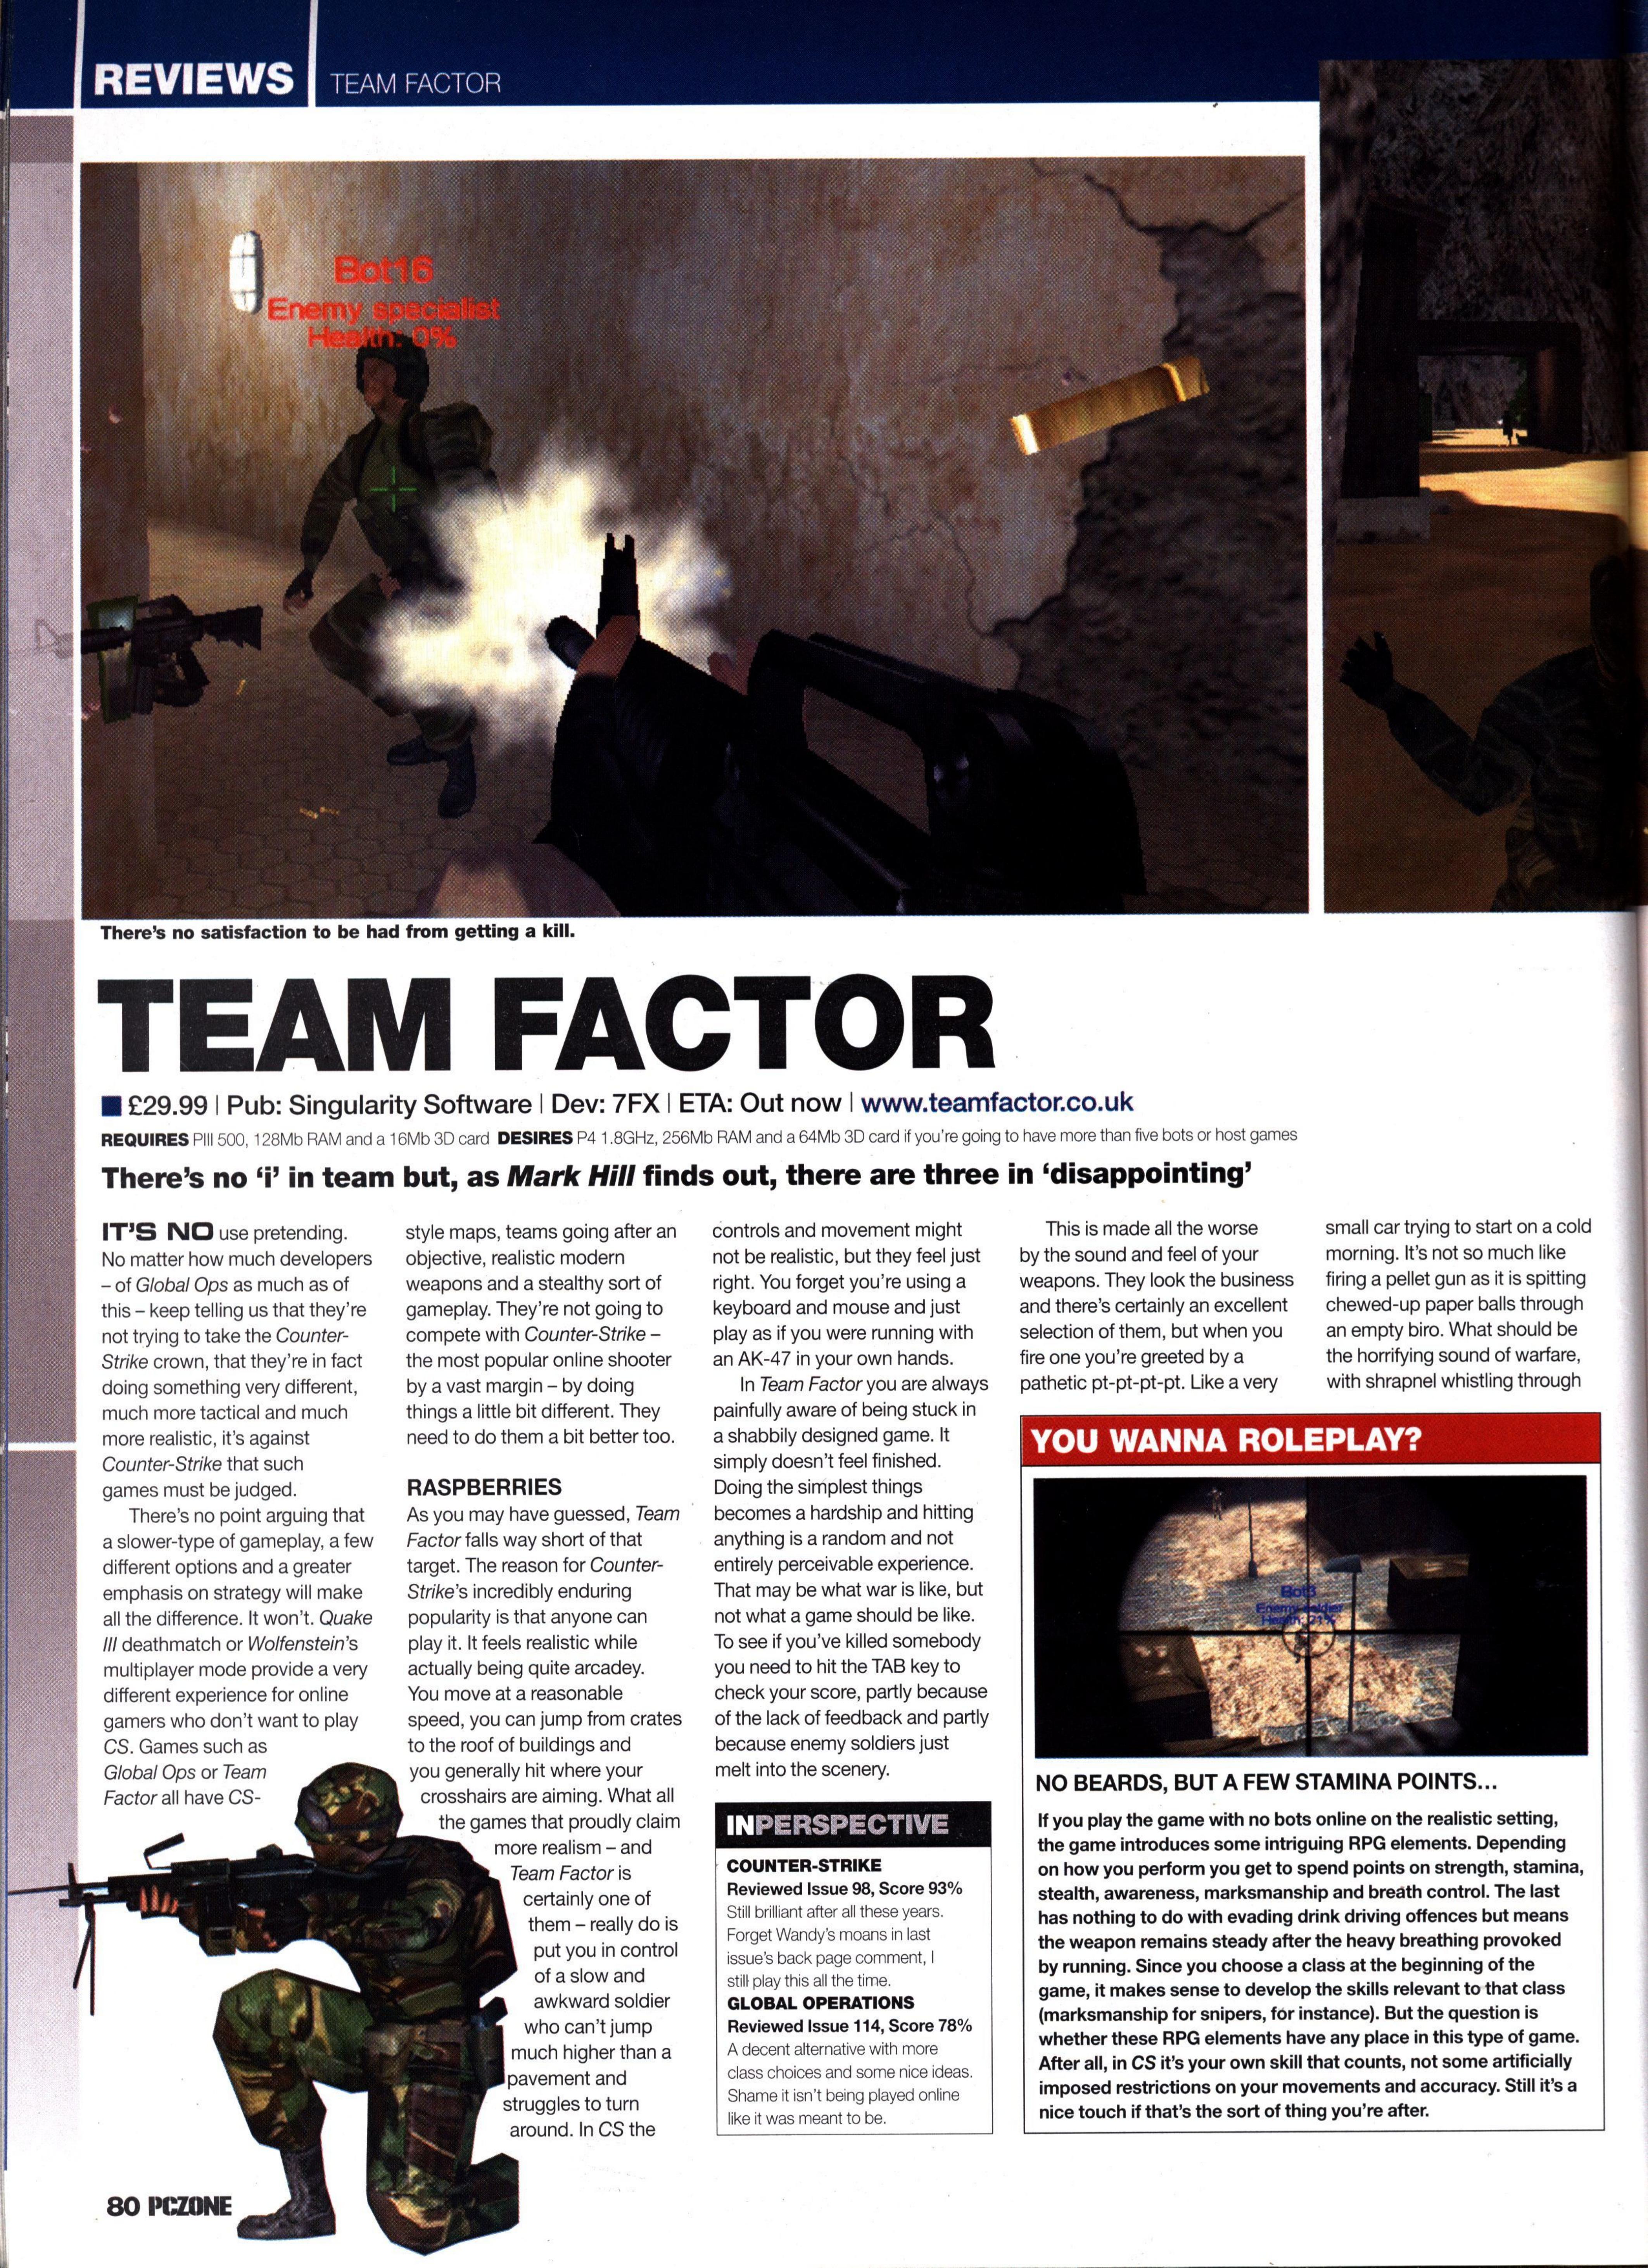 REVIEWS
TEAM FACTOR
Bot16
Enemy specialist
Health: 0%
There's no satisfaction to be had from getting a kill.
TEAM FACTOR
£29.99 | Pub: Singularity Software | Dev: 7FX | ETA: Out now | www.teamfactor.co.uk
REQUIRES PIII 500, 128Mb RAM and a 16Mb 3D card DESIRES P4 1.8GHz, 256Mb RAM and a 64Mb 3D card if you're going to have more than five bots or host games
There's no 'i' in team but, as Mark Hill finds out, there are three in 'disappointing'
IT'S NO use pretending.
No matter how much developers
– of Global Ops as much as of
this – keep telling us that they're
not trying to take the Counter-
Strike crown, that they're in fact
doing something very different,
much more tactical and much
more realistic, it's against
Counter-Strike that such
games must be judged.
There's no point arguing that
a slower-type of gameplay, a few
different options and a greater
emphasis on strategy will make
all the difference. It won't. Quake
III deathmatch or Wolfenstein's
multiplayer mode provide a very
different experience for online
gamers who don't want to play
CS. Games such as
Global Ops or Team
Factor all have CS-
style maps, teams going after an
objective, realistic modern
weapons and a stealthy sort of
gameplay. They're not going to
compete with Counter-Strike –
the most popular online shooter
by a vast margin – by doing
things a little bit different. They
need to do them a bit better too.
RASPBERRIES
As you may have guessed, Team
Factor falls way short of that
target. The reason for Counter-
Strike's incredibly enduring
popularity is that anyone can
play it. It feels realistic while
actually being quite arcadey.
You move at a reasonable
speed, you can jump from crates
to the roof of buildings and
you generally hit where your
crosshairs are aiming. What all
the games that proudly claim
more realism – and
Team Factor is
certainly one of
them – really do is
put you in control
of a slow and
awkward soldier
who can't jump
much higher than a
pavement and
struggles to turn
around. In CS the
controls and movement might
not be realistic, but they feel just
right. You forget you're using a
keyboard and mouse and just
play as if you were running with
an AK-47 in your own hands.
In Team Factor you are always
painfully aware of being stuck in
a shabbily designed game. It
simply doesn't feel finished.
Doing the simplest things
becomes a hardship and hitting
anything is a random and not
entirely perceivable experience.
That may be what war is like, but
not what a game should be like.
To see if you've killed somebody
you need to hit the TAB key to
check your score, partly because
of the lack of feedback and partly
because enemy soldiers just
melt into the scenery.
INPERSPECTIVE
COUNTER-STRIKE
Reviewed Issue 98, Score 93%
Still brilliant after all these years.
Forget Wandy's moans in last
issue's back page comment, I
still play this all the time.
GLOBAL OPERATIONS
Reviewed Issue 114, Score 78%
A decent alternative with more
class choices and some nice ideas.
Shame it isn't being played online
like it was meant to be.
This is made all the worse
by the sound and feel of your
weapons. They look the business
and there's certainly an excellent
selection of them, but when you
fire one you're greeted by a
pathetic pt-pt-pt-pt. Like a very
small car trying to start on a cold
morning. It's not so much like
firing a pellet gun as it is spitting
chewed-up paper balls through
an empty biro. What should be
the horrifying sound of warfare,
with shrapnel whistling through
YOU WANNA ROLEPLAY?
Bot3
Enemy soldier
Health: 21%
NO BEARDS, BUT A FEW STAMINA POINTS...
If you play the game with no bots online on the realistic setting,
the game introduces some intriguing RPG elements. Depending
on how you perform you get to spend points on strength, stamina,
stealth, awareness, marksmanship and breath control. The last
has nothing to do with evading drink driving offences but means
the weapon remains steady after the heavy breathing provoked
by running. Since you choose a class at the beginning of the
game, it makes sense to develop the skills relevant to that class
(marksmanship for snipers, for instance). But the question is
whether these RPG elements have any place in this type of game.
After all, in CS it's your own skill that counts, not some artificially
imposed restrictions on your movements and accuracy. Still it's a
nice touch if that's the sort of thing you're after.
80 PCZONE